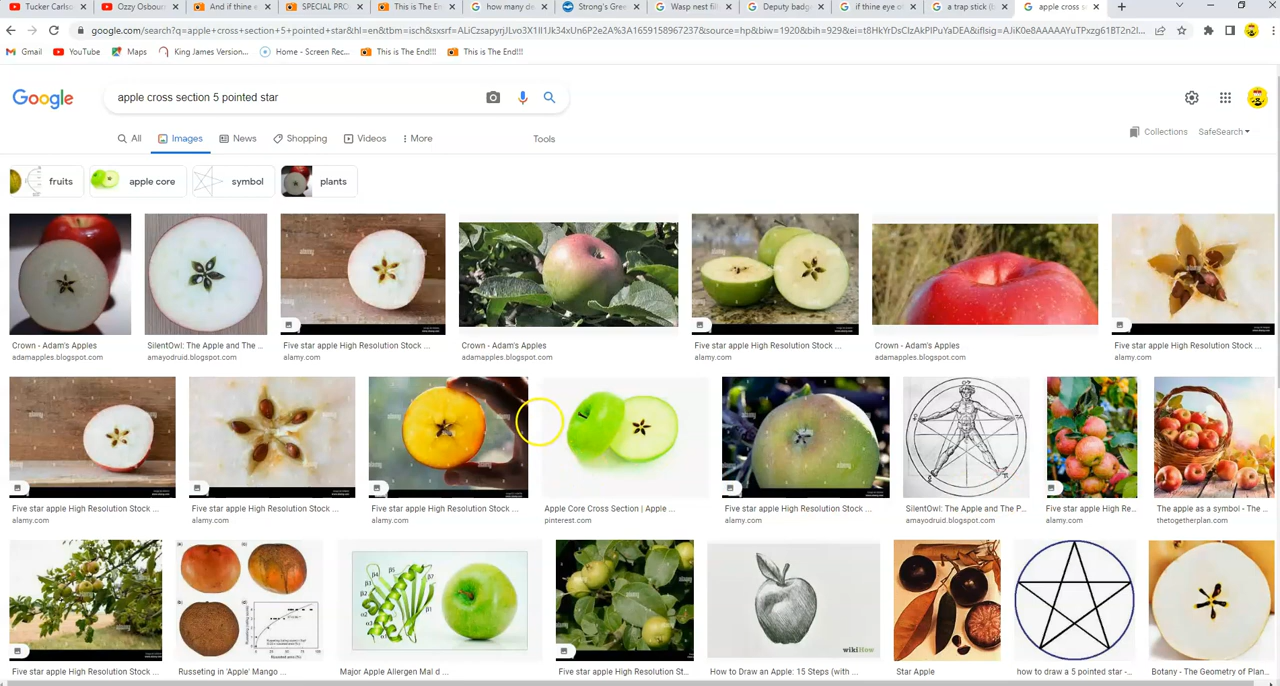 Tucker Carlso
Ozzy Osbour
And if thine e
SPECIAL PRO
This is The En
how many di
Strong's Gree
Wasp nest fil
Deputy badg
if thine eye of
a trap stick (b
apple cross s
google.com/search?q=apple+cross+section+5+pointed+star&hl=en&tbm=isch&sxsrf=
Gmail
YouTube
Maps
King James Version...
Home - Screen Rec...
This is The End!!!
This is The End!!!
Google
apple cross section 5 pointed star
All
Images
News
Shopping
Videos
More
Tools
Collections
SafeSearch
fruits
apple core
symbol
plants
Crown - Adam's Apples
SilentOwl: The Apple and The ...
Five star apple High Resolution Stock ...
Crown - Adam's Apples
Five star apple High Resolution Stock ...
Crown - Adam's Apples
Five star apple High Resolution Stock ...
adamapples.blogspot.com
amayodruid.blogspot.com
alamy.com
adamapples.blogspot.com
alamy.com
adamapples.blogspot.com
alamy.com
Five star apple High Resolution Stock ...
Five star apple High Resolution Stock ...
Five star apple High Resolution Stock ...
Apple Core Cross Section | Apple ...
Five star apple High Resolution Stock ...
SilentOwl: The Apple and The P...
Five star apple High Re...
The apple as a symbol - The ...
alamy.com
alamy.com
alamy.com
pinterest.com
alamy.com
amayodruid.blogspot.com
alamy.com
thetogetherplan.com
wikiHow
Five star apple High Resolution St...
Russeting in 'Apple' Mango ...
Major Apple Allergen Mal d ...
Five star apple High Resolution St...
How to Draw an Apple: 15 Steps (with ...
Star Apple
how to draw a 5 pointed star -...
Botany - The Geometry of Plan...